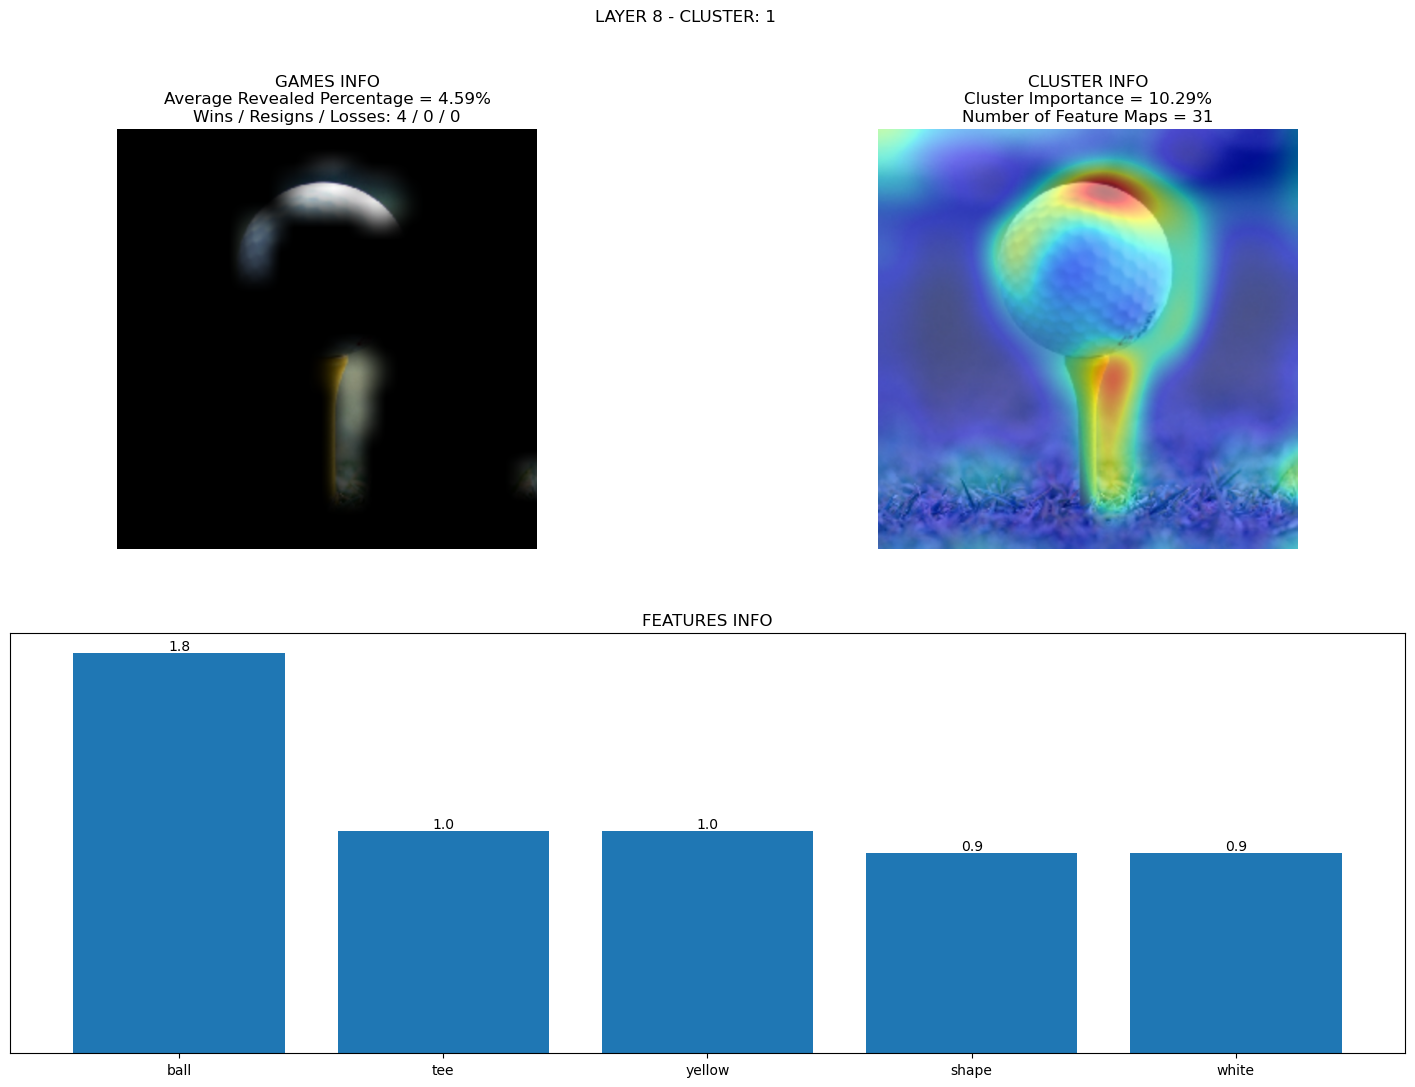 LAYER 8 - CLUSTER: 1
GAMES INFO
Average Revealed Percentage = 4.59%
Wins / Resigns / Losses: 4 / 0 / 0
CLUSTER INFO
Cluster Importance = 10.29%
Number of Feature Maps = 31
FEATURES INFO
1.8
1.0
1.0
0.9
0.9
ball
tee
yellow
shape
white